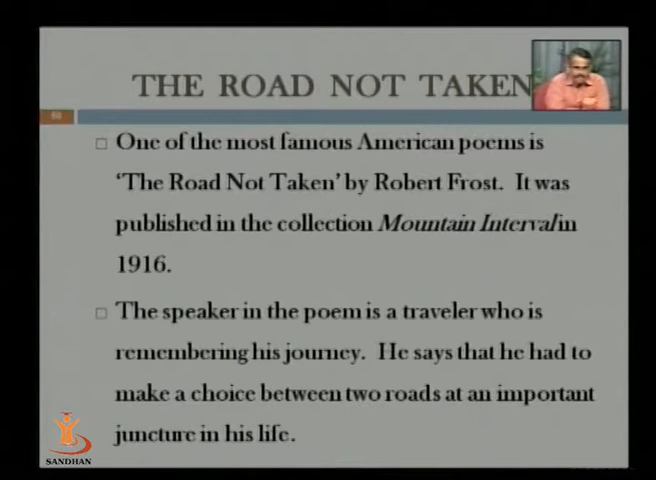 THE ROAD NOT TAKEN
One of the most famous American poems is
‘The Road Not Taken’ by Robert Frost. It was
published in the collection Mountain Interval in
1916.
The speaker in the poem is a traveler who is
remembering his journey. He says that he had to
make a choice between two roads at an important
juncture in his life.
SANDHAN